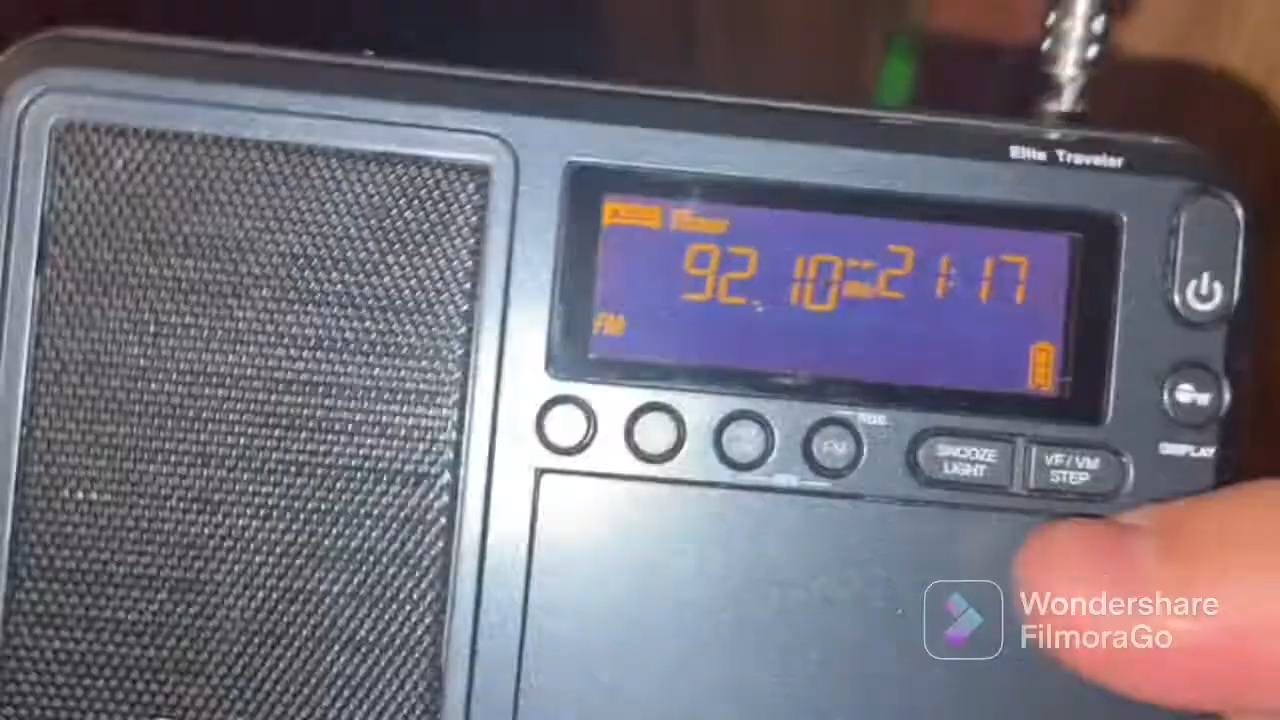 Elite Traveler
92.10 21:17
FM
SNOOZE
LIGHT
VF/VM
STEP
DISPLAY
Wondershare
FilmoraGo